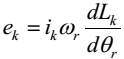 e_k = i_k ω_r dL_k/dθ_r